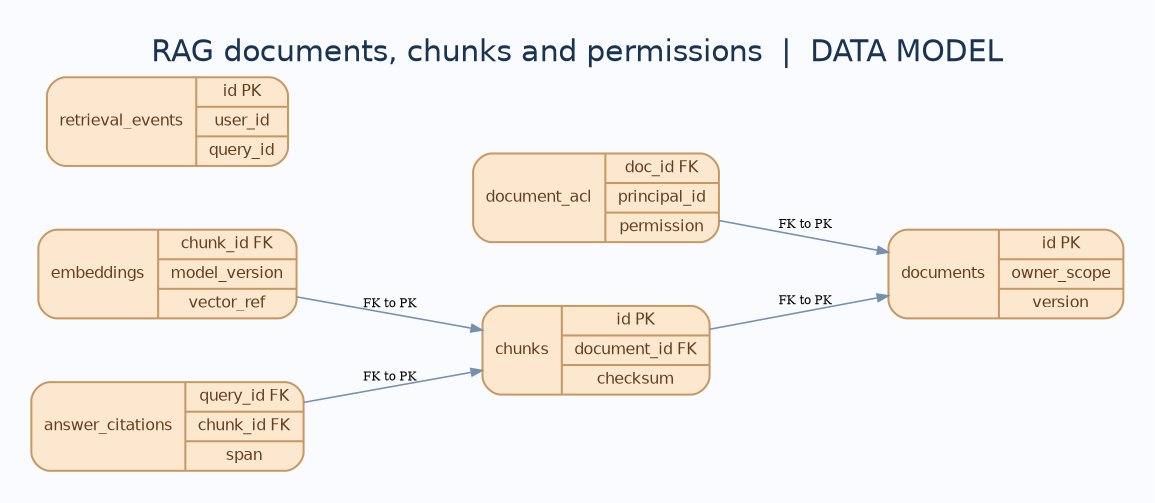 RAG documents, chunks and permissions | DATA MODEL
retrieval_events
id PK
user_id
query_id
document_acl
doc_id FK
principal_id
permission
FK to PK
embeddings
chunk_id FK
model_version
vector_ref
FK to PK
documents
id PK
owner_scope
version
FK to PK
chunks
id PK
document_id FK
checksum
FK to PK
answer_citations
query_id FK
chunk_id FK
span